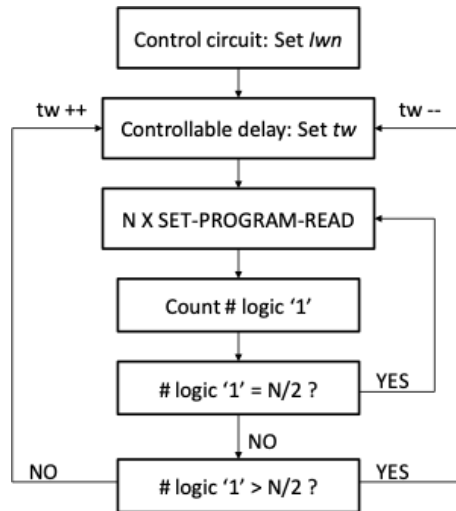 Control circuit: Set Iwn
tw ++
tw --
Controllable delay: Set tw
N X SET-PROGRAM-READ
Count # logic ‘1’
# logic ‘1’ = N/2 ?
YES
NO
NO
# logic ‘1’ > N/2 ?
YES